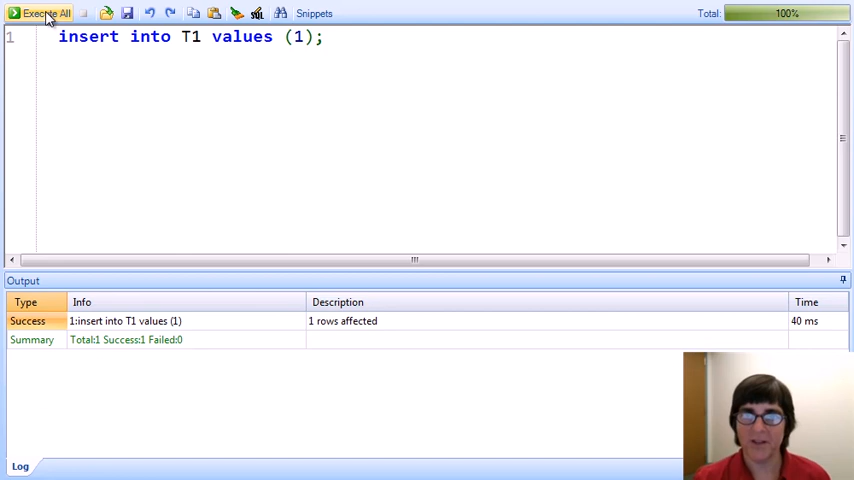 Execute All Snippets Total: 100%
1 insert into T1 values (1);
Output
Type Info Description Time
Success 1:insert into T1 values (1) 1 rows affected 40 ms
Summary Total:1 Success:1 Failed:0
Log